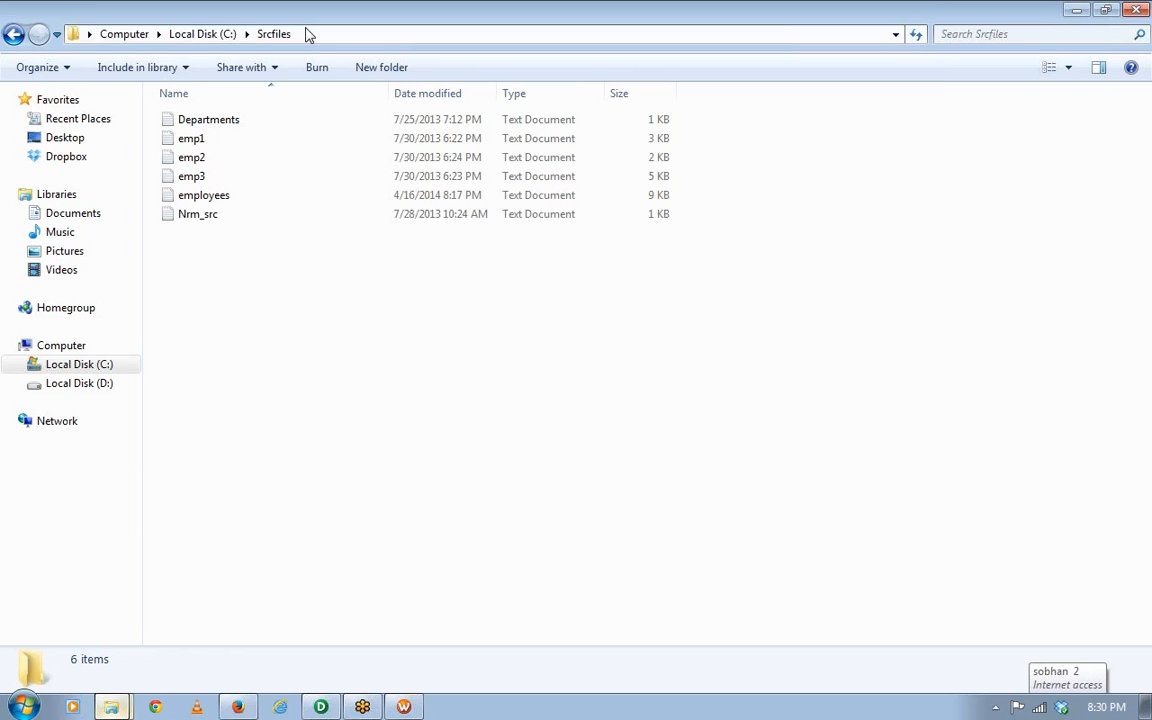 Computer Local Disk (C:) Srcfiles
Search Srcfiles
Organize Include in library Share with Burn New folder
Name Date modified Type Size
Favorites
Recent Places
Desktop
Dropbox
Libraries
Documents
Music
Pictures
Videos
Homegroup
Computer
Local Disk (C:)
Local Disk (D:)
Network
Departments 7/25/2013 7:12 PM Text Document 1 KB
emp1 7/30/2013 6:22 PM Text Document 3 KB
emp2 7/30/2013 6:24 PM Text Document 2 KB
emp3 7/30/2013 6:23 PM Text Document 5 KB
employees 4/16/2014 8:17 PM Text Document 9 KB
Nrm_src 7/28/2013 10:24 AM Text Document 1 KB
6 items
sobhan 2
Internet access
D W
8:30 PM